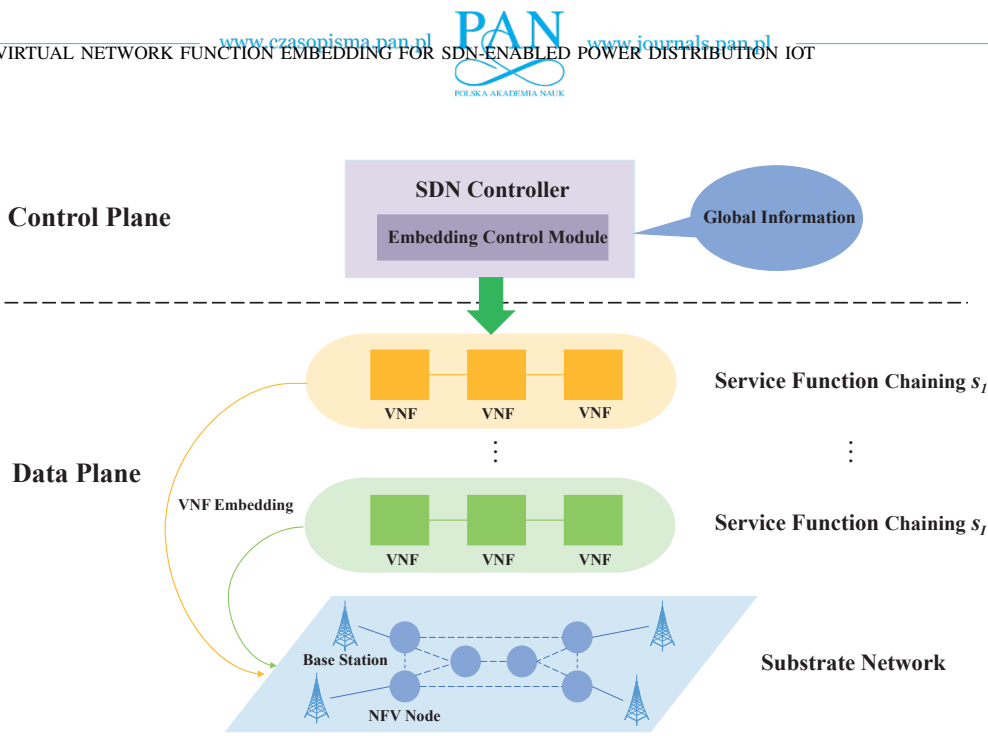 www.czasopisma.pan.pl
PAN
www.journals.pan.pl
VIRTUAL NETWORK FUNCTION EMBEDDING FOR SDN-ENABLED POWER DISTRIBUTION IOT
POLSKA AKADEMIA NAUK
SDN Controller
Control Plane
Global Information
Embedding Control Module
Service Function Chaining s_I
VNF VNF VNF
⋮ ⋮
Data Plane
VNF Embedding
Service Function Chaining s_I
VNF VNF VNF
Base Station
Substrate Network
NFV Node